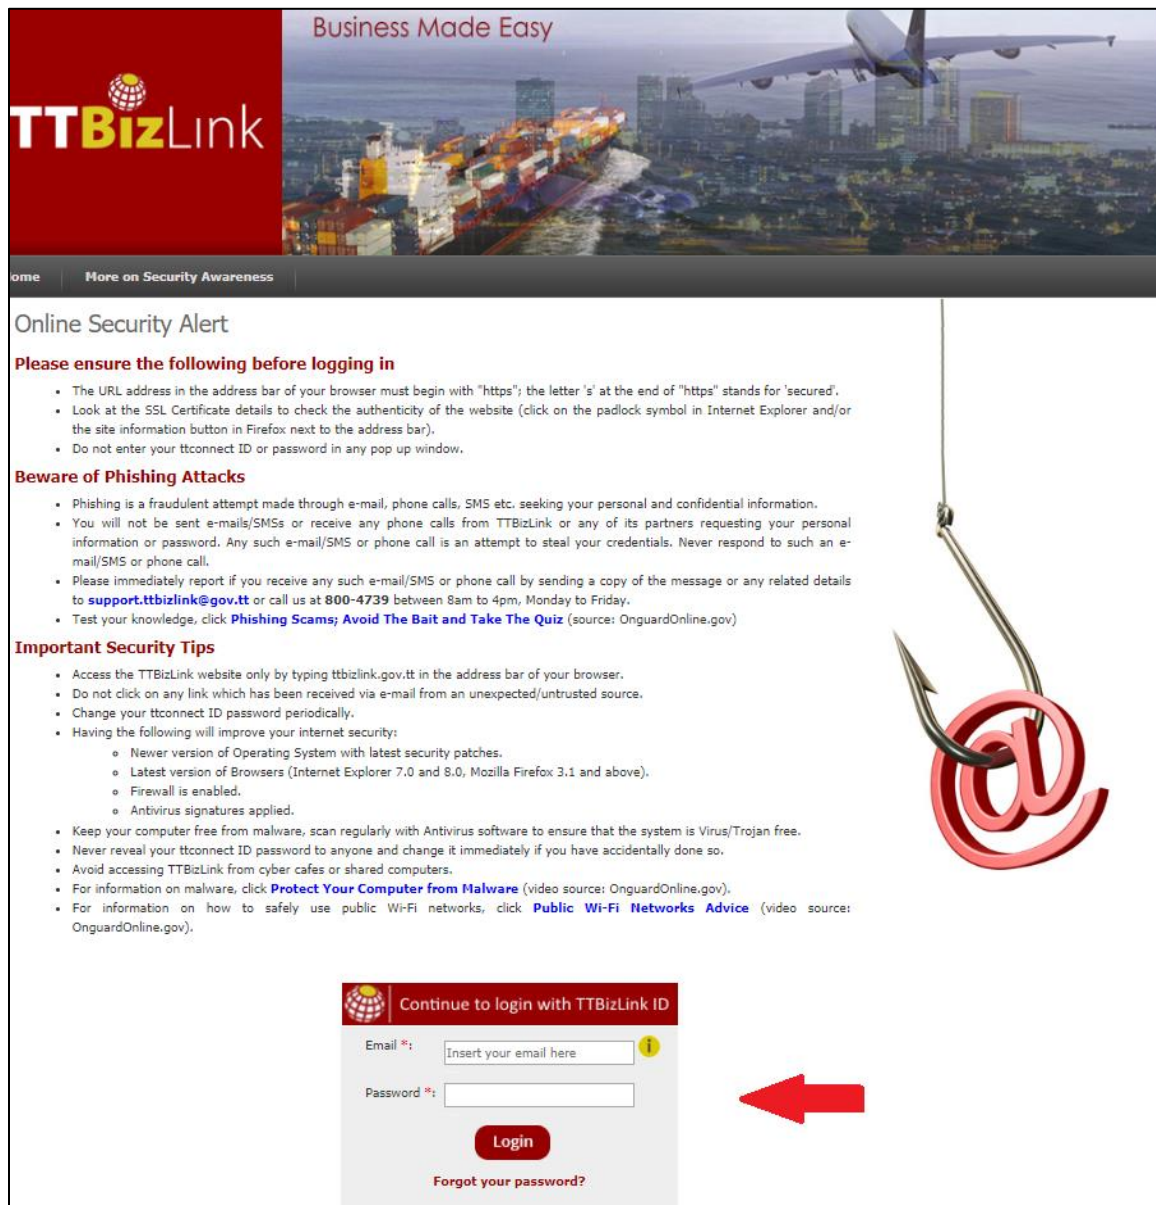 Business Made Easy
TTBizLink
ome
More on Security Awareness
Online Security Alert
Please ensure the following before logging in
• The URL address in the address bar of your browser must begin with "https"; the letter 's' at the end of "https" stands for 'secured'.
• Look at the SSL Certificate details to check the authenticity of the website (click on the padlock symbol in Internet Explorer and/or
the site information button in Firefox next to the address bar).
• Do not enter your ttconnect ID or password in any pop up window.
Beware of Phishing Attacks
• Phishing is a fraudulent attempt made through e-mail, phone calls, SMS etc. seeking your personal and confidential information.
• You will not be sent e-mails/SMSs or receive any phone calls from TTBizLink or any of its partners requesting your personal
information or password. Any such e-mail/SMS or phone call is an attempt to steal your credentials. Never respond to such an e-
mail/SMS or phone call.
• Please immediately report if you receive any such e-mail/SMS or phone call by sending a copy of the message or any related details
to support.ttbizlink@gov.tt or call us at 800-4739 between 8am to 4pm, Monday to Friday.
• Test your knowledge, click Phishing Scams; Avoid The Bait and Take The Quiz (source: OnguardOnline.gov)
Important Security Tips
• Access the TTBizLink website only by typing ttbizlink.gov.tt in the address bar of your browser.
• Do not click on any link which has been received via e-mail from an unexpected/untrusted source.
• Change your ttconnect ID password periodically.
• Having the following will improve your internet security:
o Newer version of Operating System with latest security patches.
o Latest version of Browsers (Internet Explorer 7.0 and 8.0, Mozilla Firefox 3.1 and above).
o Firewall is enabled.
o Antivirus signatures applied.
• Keep your computer free from malware, scan regularly with Antivirus software to ensure that the system is Virus/Trojan free.
• Never reveal your ttconnect ID password to anyone and change it immediately if you have accidentally done so.
• Avoid accessing TTBizLink from cyber cafes or shared computers.
• For information on malware, click Protect Your Computer from Malware (video source: OnguardOnline.gov).
• For information on how to safely use public Wi-Fi networks, click Public Wi-Fi Networks Advice (video source:
OnguardOnline.gov).
@
Continue to login with TTBizLink ID
Email *: Insert your email here i
Password *:
Login
Forgot your password?